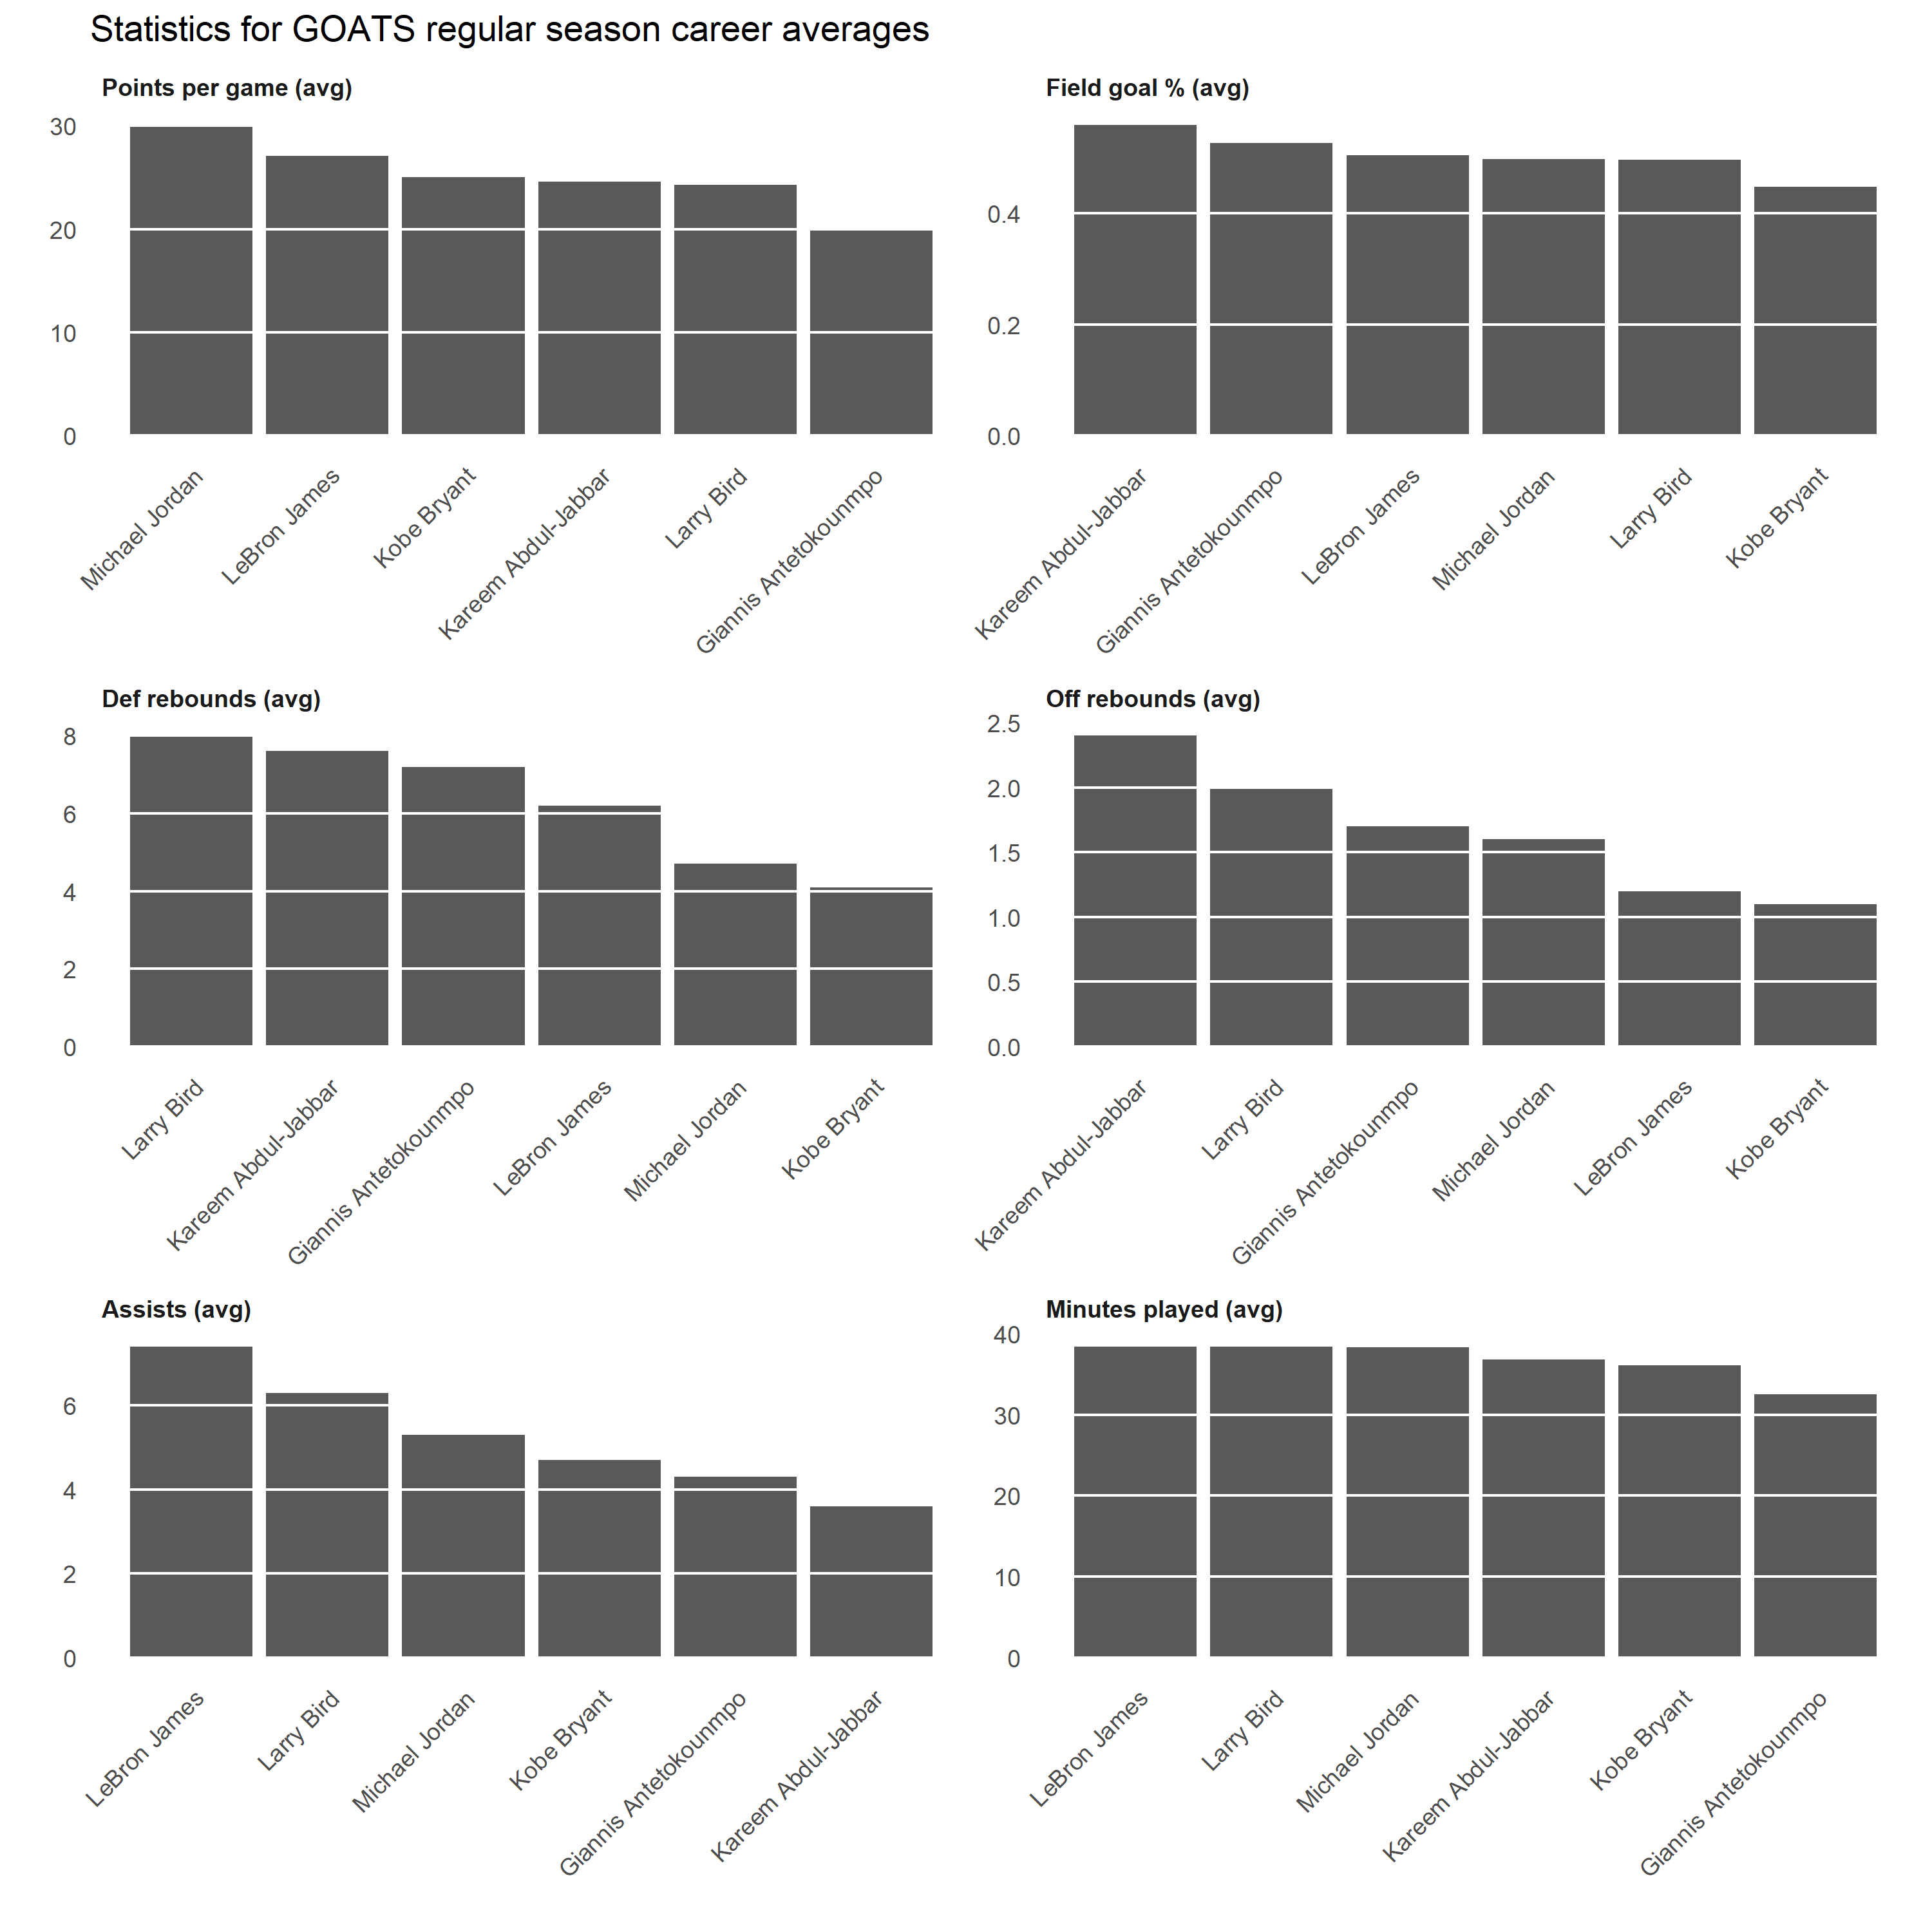 Statistics for GOATS regular season career averages
Points per game (avg)
30
20
10
0
Michael Jordan
LeBron James
Kobe Bryant
Kareem Abdul-Jabbar
Larry Bird
Giannis Antetokounmpo
Field goal % (avg)
0.4
0.2
0.0
Kareem Abdul-Jabbar
Giannis Antetokounmpo
LeBron James
Michael Jordan
Larry Bird
Kobe Bryant
Def rebounds (avg)
8
6
4
2
0
Larry Bird
Kareem Abdul-Jabbar
Giannis Antetokounmpo
LeBron James
Michael Jordan
Kobe Bryant
Off rebounds (avg)
2.5
2.0
1.5
1.0
0.5
0.0
Kareem Abdul-Jabbar
Larry Bird
Giannis Antetokounmpo
Michael Jordan
LeBron James
Kobe Bryant
Assists (avg)
6
4
2
0
LeBron James
Larry Bird
Michael Jordan
Kobe Bryant
Giannis Antetokounmpo
Kareem Abdul-Jabbar
Minutes played (avg)
40
30
20
10
0
LeBron James
Larry Bird
Michael Jordan
Kareem Abdul-Jabbar
Kobe Bryant
Giannis Antetokounmpo